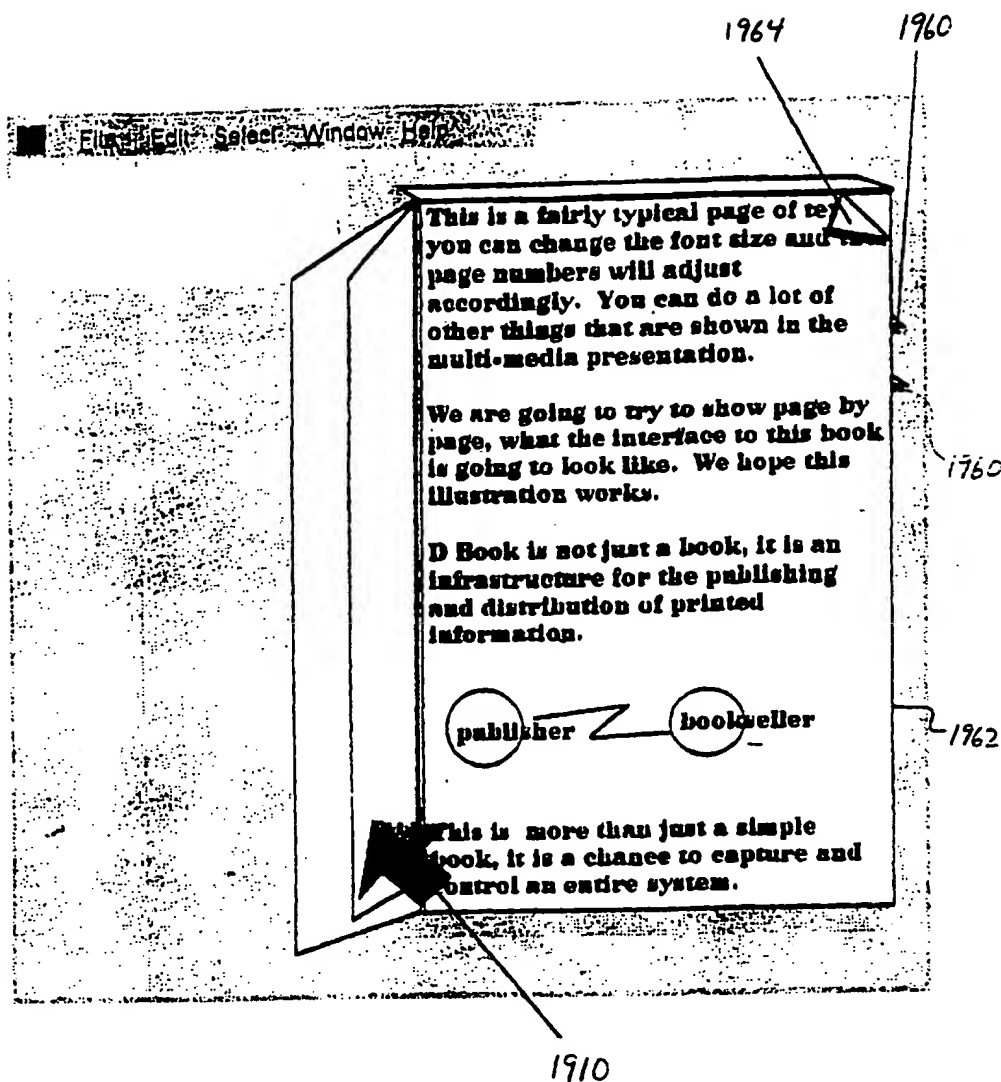 1964 1960
File Edit Select Window Help
This is a fairly typical page of
you can change the font size and
page numbers will adjust
accordingly. You can do a lot of
other things that are shown in the
multi-media presentation.
We are going to try to show page by
page, what the interface to this book
is going to look like. We hope this
illustration works.
D Book is not just a book, it is an
infrastructure for the publishing
and distribution of printed
information.
publisher bookseller
This is more than just a simple
book, it is a chance to capture and
control an entire system.
1960
1962
1910